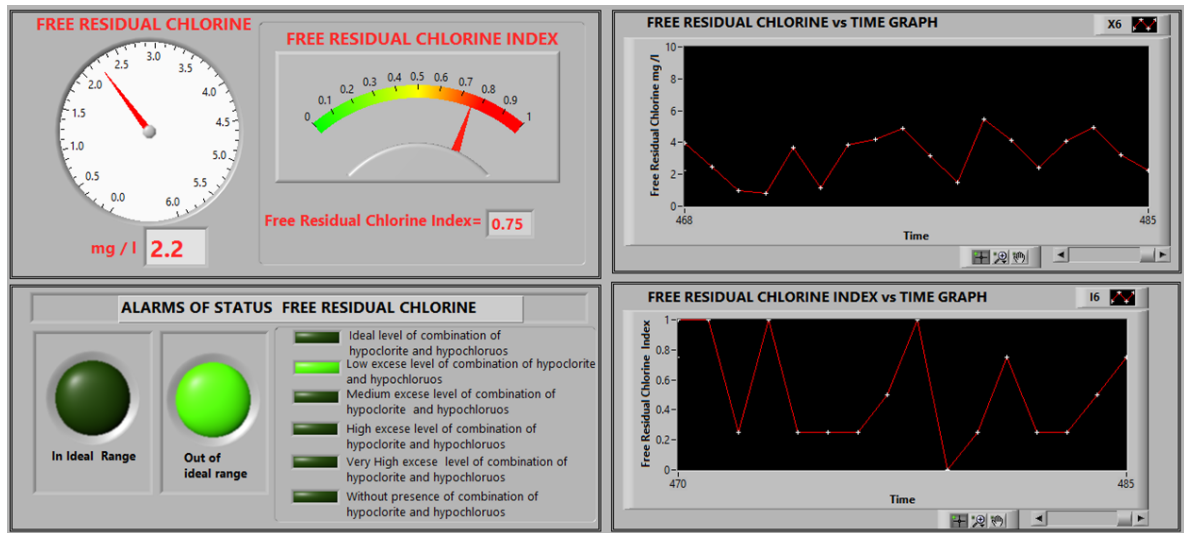 FREE RESIDUAL CHLORINE
0.0
0.5
1.0
1.5
2.0
2.5
3.0
3.5
4.0
4.5
5.0
5.5
6.0
mg / l 2.2
FREE RESIDUAL CHLORINE INDEX
0
0.1
0.2
0.3
0.4
0.5
0.6
0.7
0.8
0.9
1
Free Residual Chlorine Index= 0.75
FREE RESIDUAL CHLORINE vs TIME GRAPH
X6
Free Residual Chlorine mg /l
10
8
6
4
2
0
468
485
Time
ALARMS OF STATUS FREE RESIDUAL CHLORINE
In Ideal Range
Out of
ideal range
Ideal level of combination of
hypoclorite and hypochloruos
Low excese level of combination of hypoclorite
and hypochloruos
Medium excese level of combination of
hypoclorite and hypochloruos
High excese level of combination of
hypoclorite and hypochloruos
Very High excese level of combination of
hypoclorite and hypochloruos
Without presence of combination of
hypoclorite and hypochloruos
FREE RESIDUAL CHLORINE INDEX vs TIME GRAPH
I6
Free Residual Chlorine Index
1
0.8
0.6
0.4
0.2
0
470
485
Time